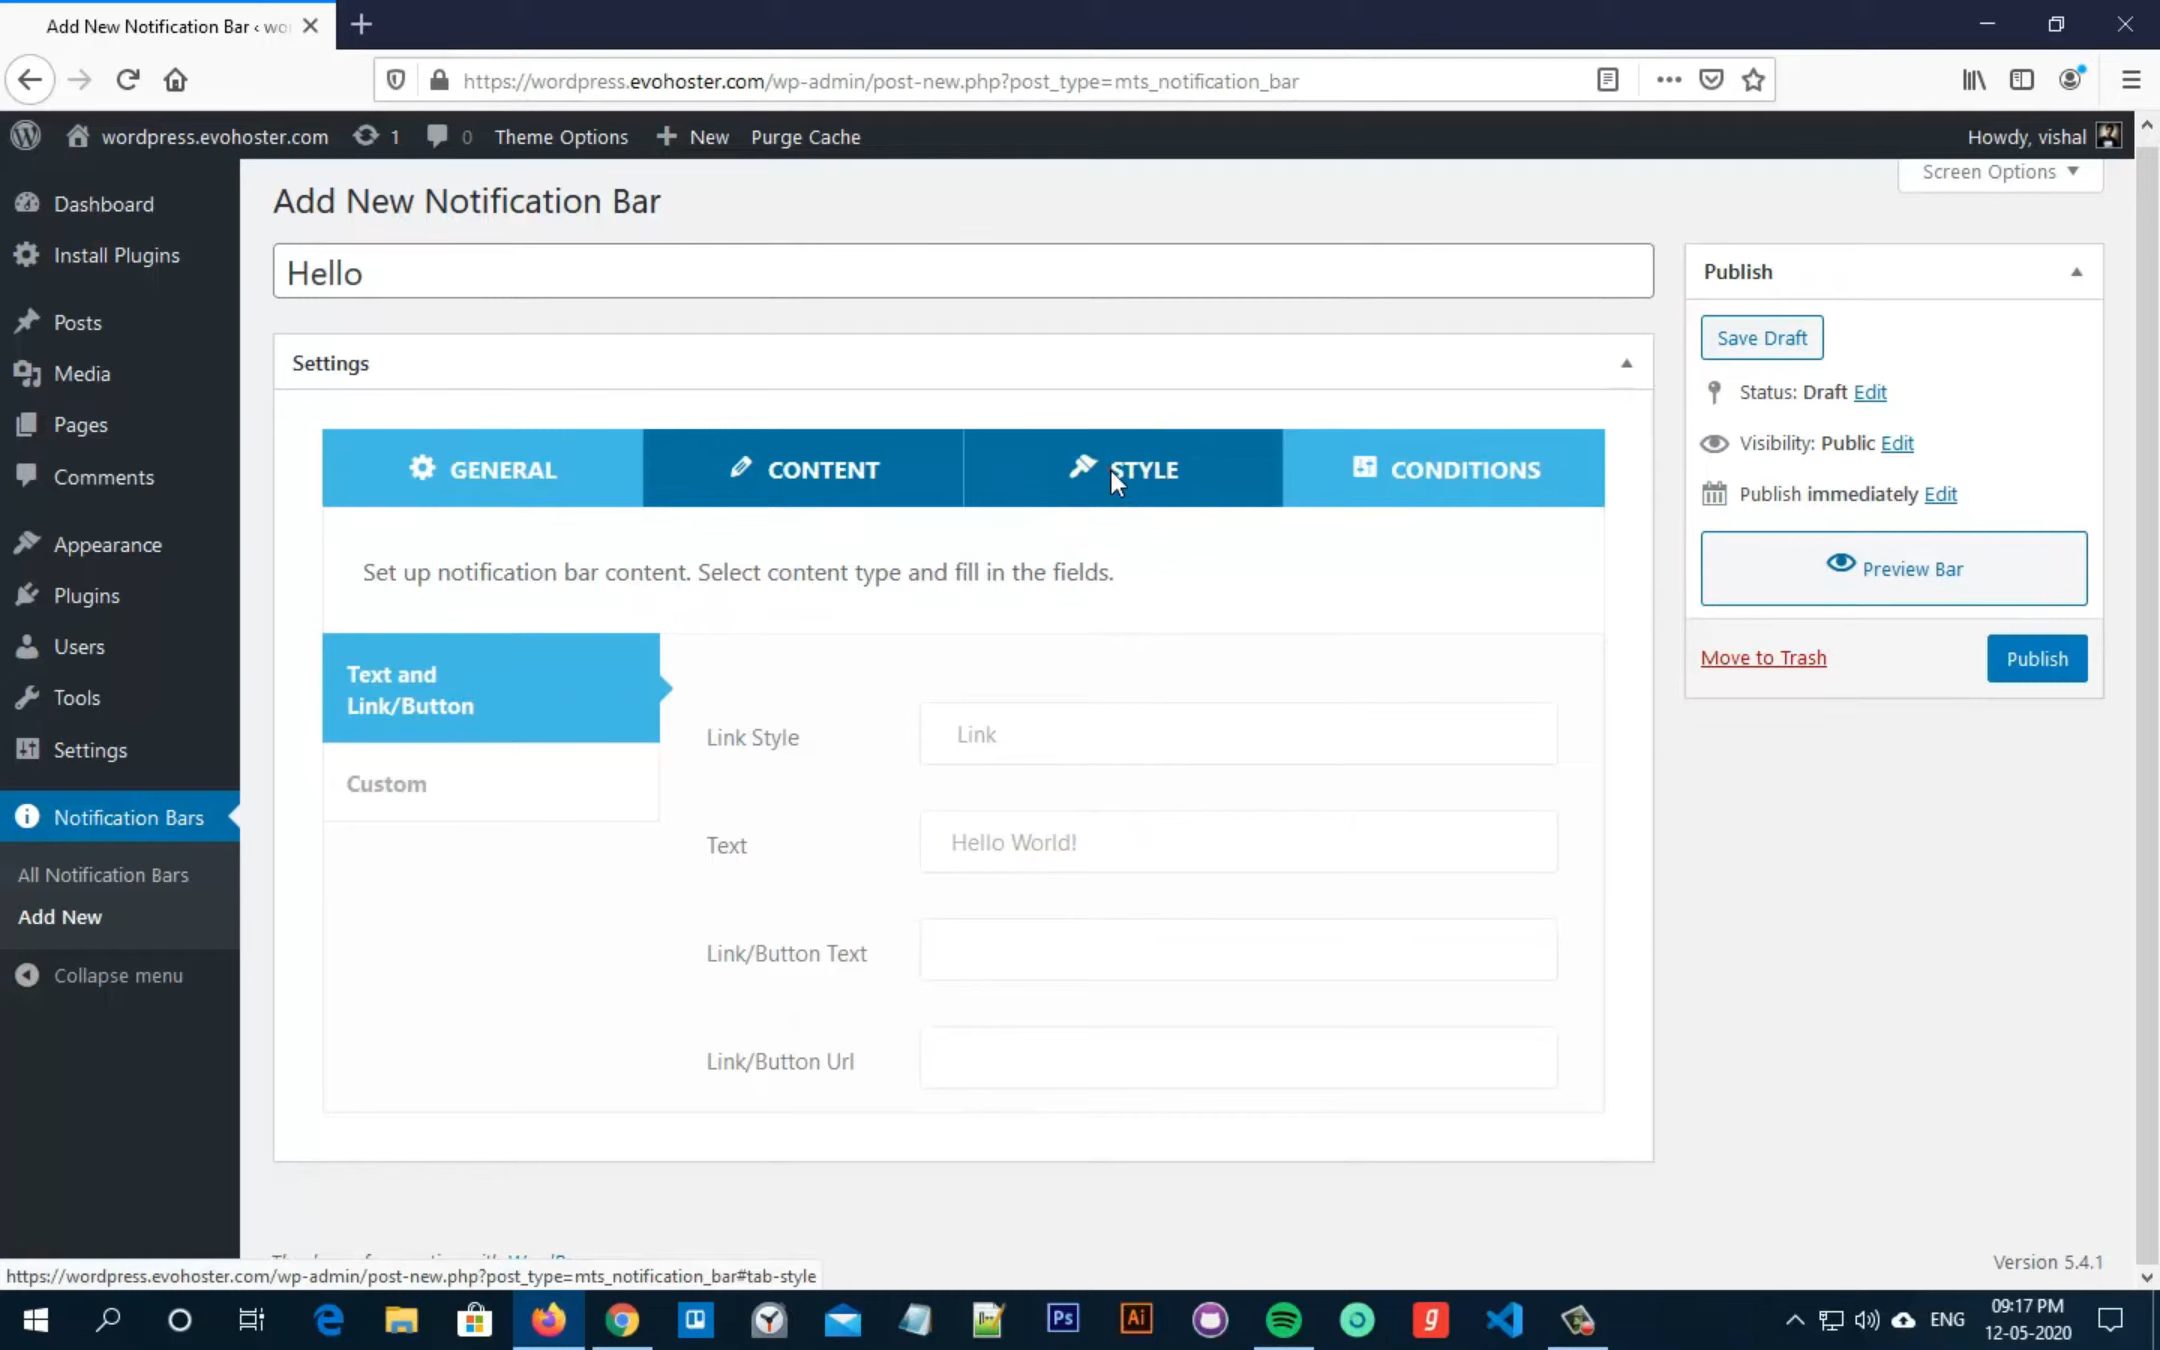 Add New Notification Bar ‹ wo
https://wordpress.evohoster.com/wp-admin/post-new.php?post_type=mts_notification_bar
wordpress.evohoster.com 1 0 Theme Options New Purge Cache Howdy, vishal
Screen Options
Dashboard
Install Plugins
Posts
Media
Pages
Comments
Appearance
Plugins
Users
Tools
Settings
Notification Bars
All Notification Bars
Add New
Collapse menu
Add New Notification Bar
Hello
Settings
GENERAL CONTENT STYLE CONDITIONS
Set up notification bar content. Select content type and fill in the fields.
Text and
Link/Button
Custom
Link Style Link
Text Hello World!
Link/Button Text
Link/Button Url
Publish
Save Draft
Status: Draft Edit
Visibility: Public Edit
Publish immediately Edit
Preview Bar
Move to Trash Publish
Version 5.4.1
https://wordpress.evohoster.com/wp-admin/post-new.php?post_type=mts_notification_bar#tab-style
Ps Ai g
ENG
09:17 PM
12-05-2020